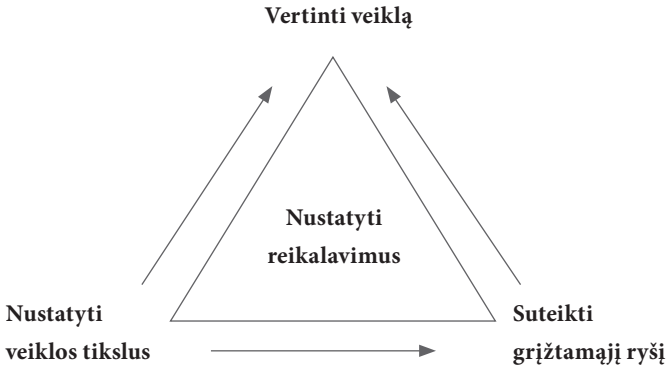 Vertinti veiklą
Nustatyti
reikalavimus
Nustatyti
veiklos tikslus
Suteikti
grįžtamąjį ryšį